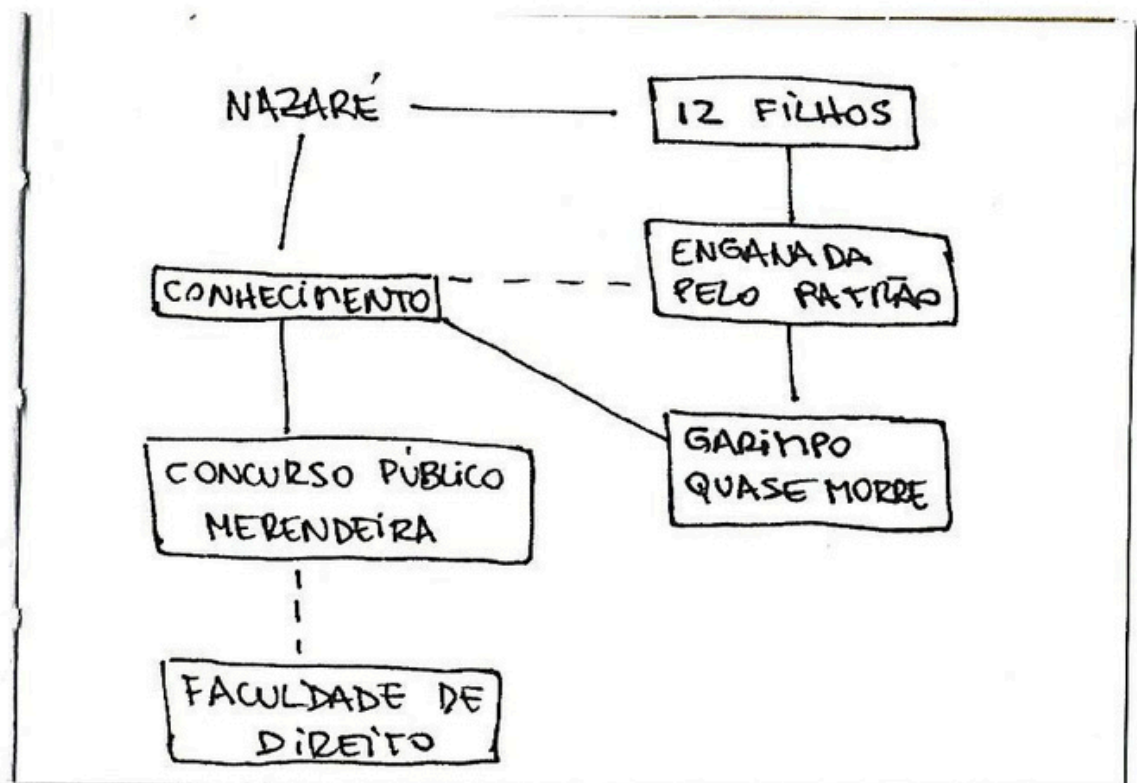 NAZARÉ
12 FILHOS
ENGANADA
PELO PATRÃO
CONHECIMENTO
GARIMPO
QUASE MORRE
CONCURSO PÚBLICO
MERENDEIRA
FACULDADE DE
DIREITO